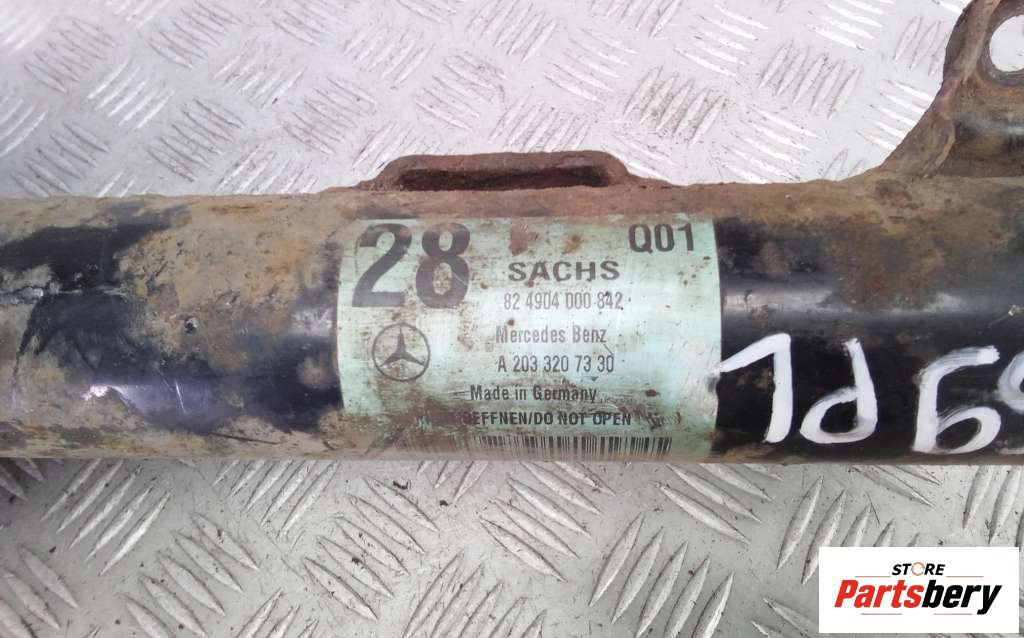 28
Q01
SACHS
82 4904 000 842
Mercedes Benz
A 203 320 73 30
Made in Germany
OEFFNEN/DO NOT OPEN
STORE
Partsbery